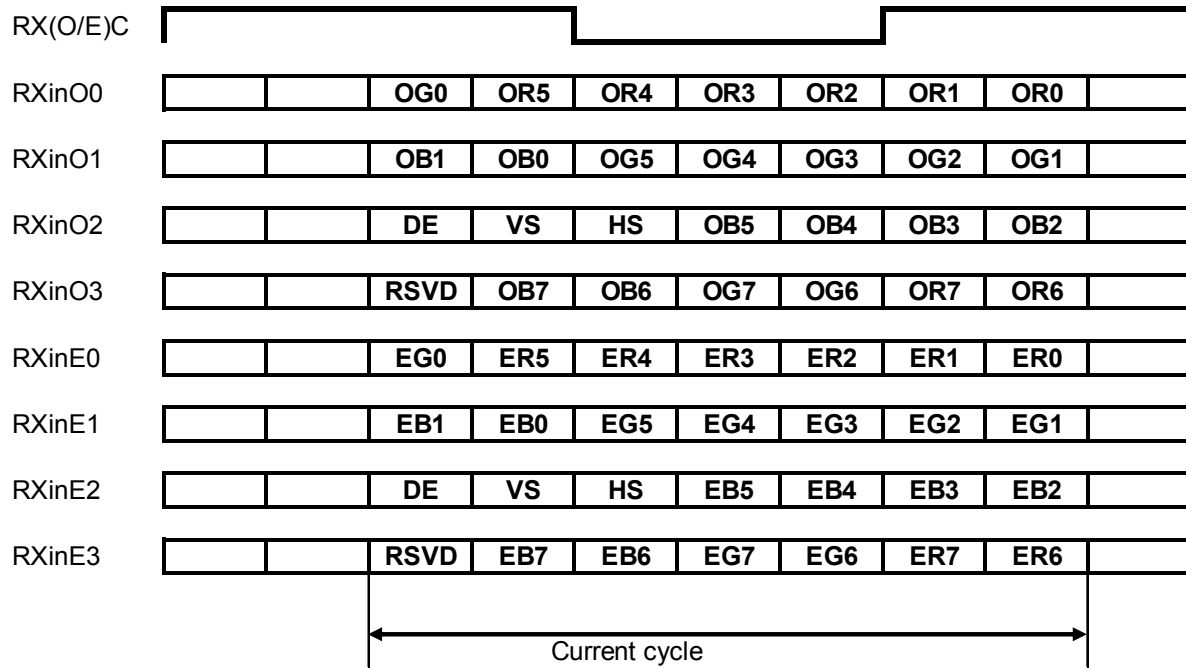 RX(O/E)C
RXinO0 OG0 OR5 OR4 OR3 OR2 OR1 OR0
RXinO1 OB1 OB0 OG5 OG4 OG3 OG2 OG1
RXinO2 DE VS HS OB5 OB4 OB3 OB2
RXinO3 RSVD OB7 OB6 OG7 OG6 OR7 OR6
RXinE0 EG0 ER5 ER4 ER3 ER2 ER1 ER0
RXinE1 EB1 EB0 EG5 EG4 EG3 EG2 EG1
RXinE2 DE VS HS EB5 EB4 EB3 EB2
RXinE3 RSVD EB7 EB6 EG7 EG6 ER7 ER6
Current cycle